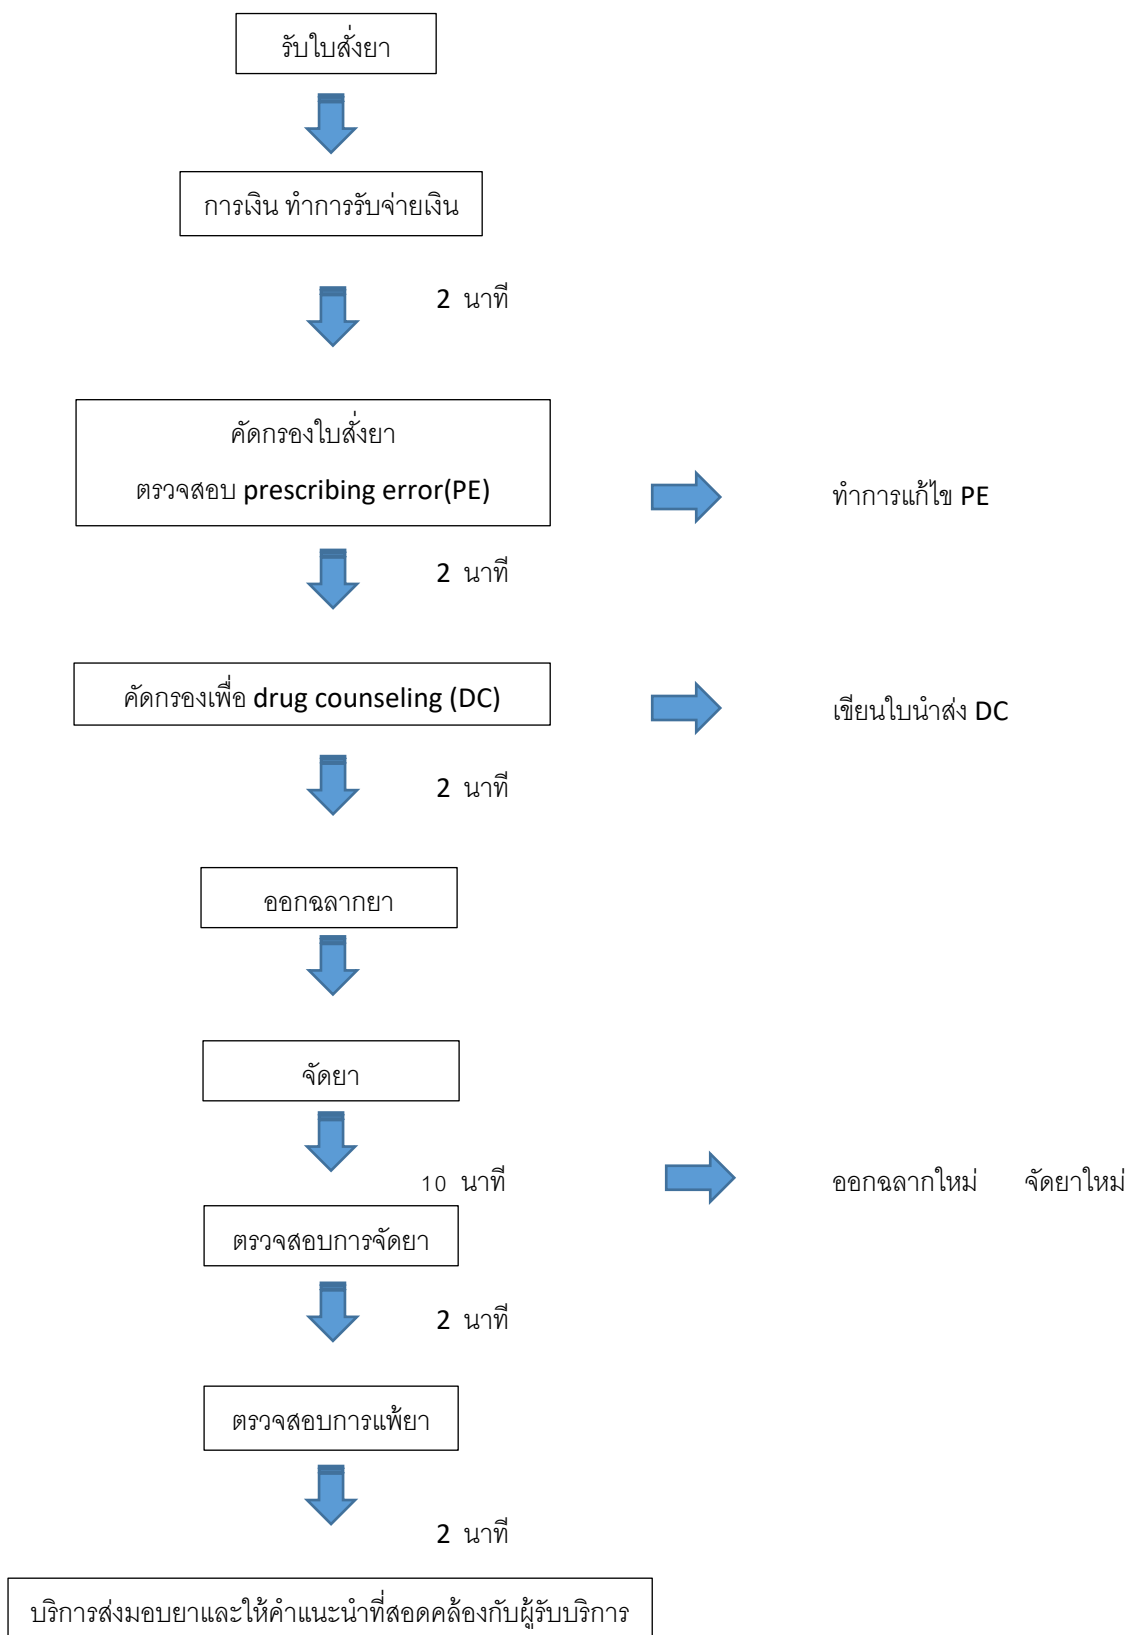 รับใบสั่งยา
การเงิน ทำการรับจ่ายเงิน
2 นาที
คัดกรองใบสั่งยา
ตรวจสอบ prescribing error(PE)
ทำการแก้ไข PE
2 นาที
คัดกรองเพื่อ drug counseling (DC)
เขียนใบนำส่ง DC
2 นาที
ออกฉลากยา
จัดยา
10 นาที
ออกฉลากใหม่ จัดยาใหม่
ตรวจสอบการจัดยา
2 นาที
ตรวจสอบการแพ้ยา
2 นาที
บริการส่งมอบยาและให้คำแนะนำที่สอดคล้องกับผู้รับบริการ